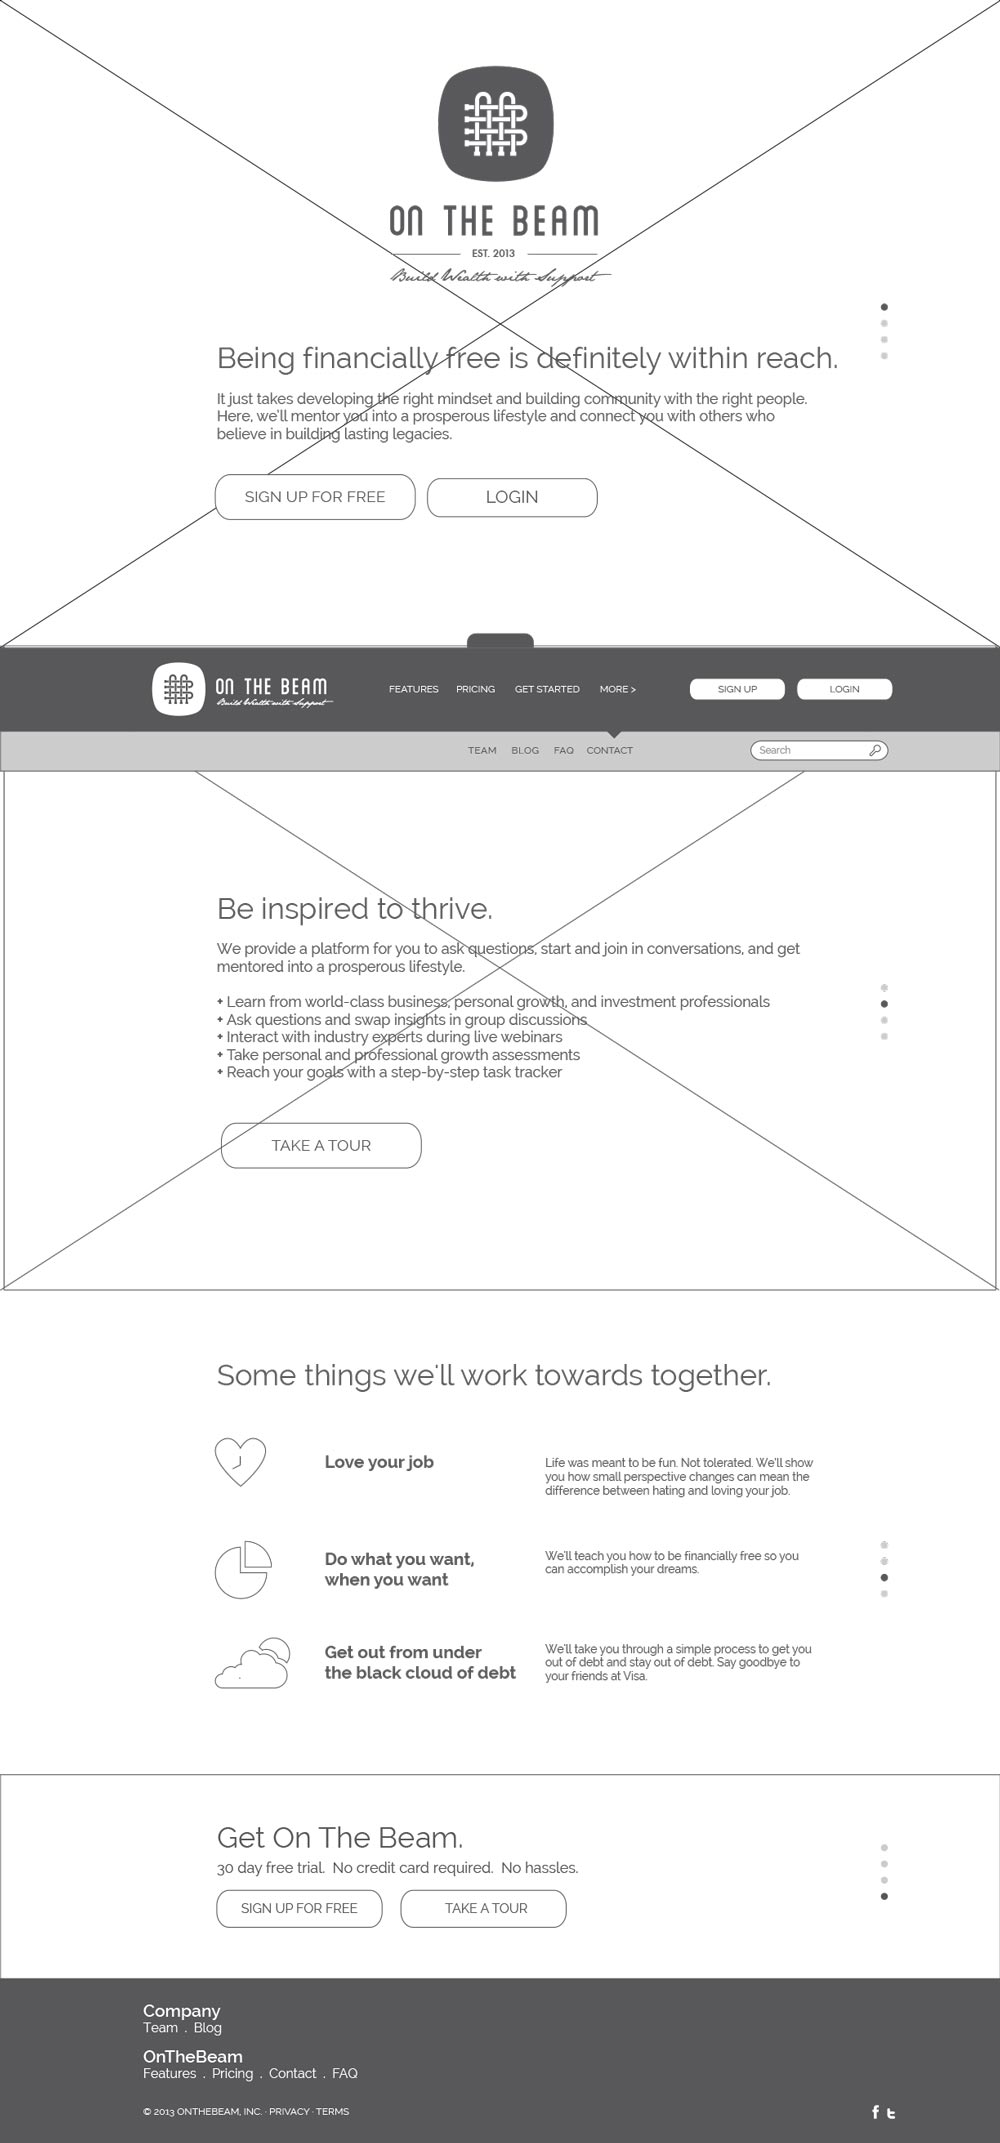 ON THE BEAM
EST. 2013
Build Wealth with Support
Being financially free is definitely within reach.
It just takes developing the right mindset and building community with the right people.
Here, we'll mentor you into a prosperous lifestyle and connect you with others who
believe in building lasting legacies.
SIGN UP FOR FREE LOGIN
ON THE BEAM
Build Wealth with Support
FEATURES PRICING GET STARTED MORE > SIGN UP LOGIN
TEAM BLOG FAQ CONTACT Search
Be inspired to thrive.
We provide a platform for you to ask questions, start and join in conversations, and get
mentored into a prosperous lifestyle.
+ Learn from world-class business, personal growth, and investment professionals
+ Ask questions and swap insights in group discussions
+ Interact with industry experts during live webinars
+ Take personal and professional growth assessments
+ Reach your goals with a step-by-step task tracker
TAKE A TOUR
Some things we'll work towards together.
Love your job
Life was meant to be fun. Not tolerated. We'll show
you how small perspective changes can mean the
difference between hating and loving your job.
Do what you want,
when you want
We'll teach you how to be financially free so you
can accomplish your dreams.
Get out from under
the black cloud of debt
We'll take you through a simple process to get you
out of debt and stay out of debt. Say goodbye to
your friends at Visa.
Get On The Beam.
30 day free trial. No credit card required. No hassles.
SIGN UP FOR FREE TAKE A TOUR
Company
Team . Blog
OnTheBeam
Features . Pricing . Contact . FAQ
© 2013 ONTHEBEAM, INC. · PRIVACY · TERMS